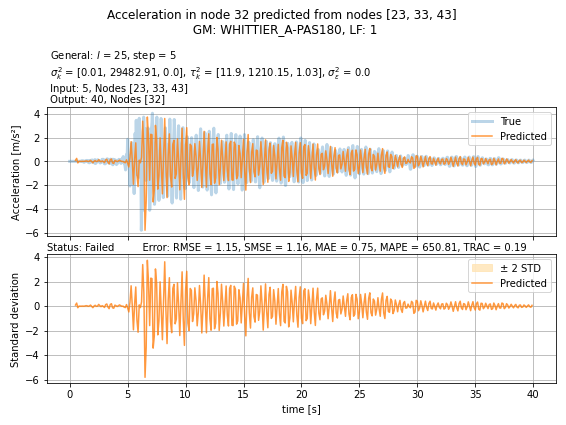 Acceleration in node 32 predicted from nodes [23, 33, 43]
GM: WHITTIER_A-PAS180, LF: 1
General: l = 25, step = 5
σ²ₖ = [0.01, 29482.91, 0.0], τ²ₖ = [11.9, 1210.15, 1.03], σ²ε = 0.0
Input: 5, Nodes [23, 33, 43]
Output: 40, Nodes [32]
Acceleration [m/s²]
4
2
0
−2
−4
−6
True
Predicted
Status: Failed Error: RMSE = 1.15, SMSE = 1.16, MAE = 0.75, MAPE = 650.81, TRAC = 0.19
Standard deviation
4
2
0
−2
−4
−6
± 2 STD
Predicted
0 5 10 15 20 25 30 35 40
time [s]